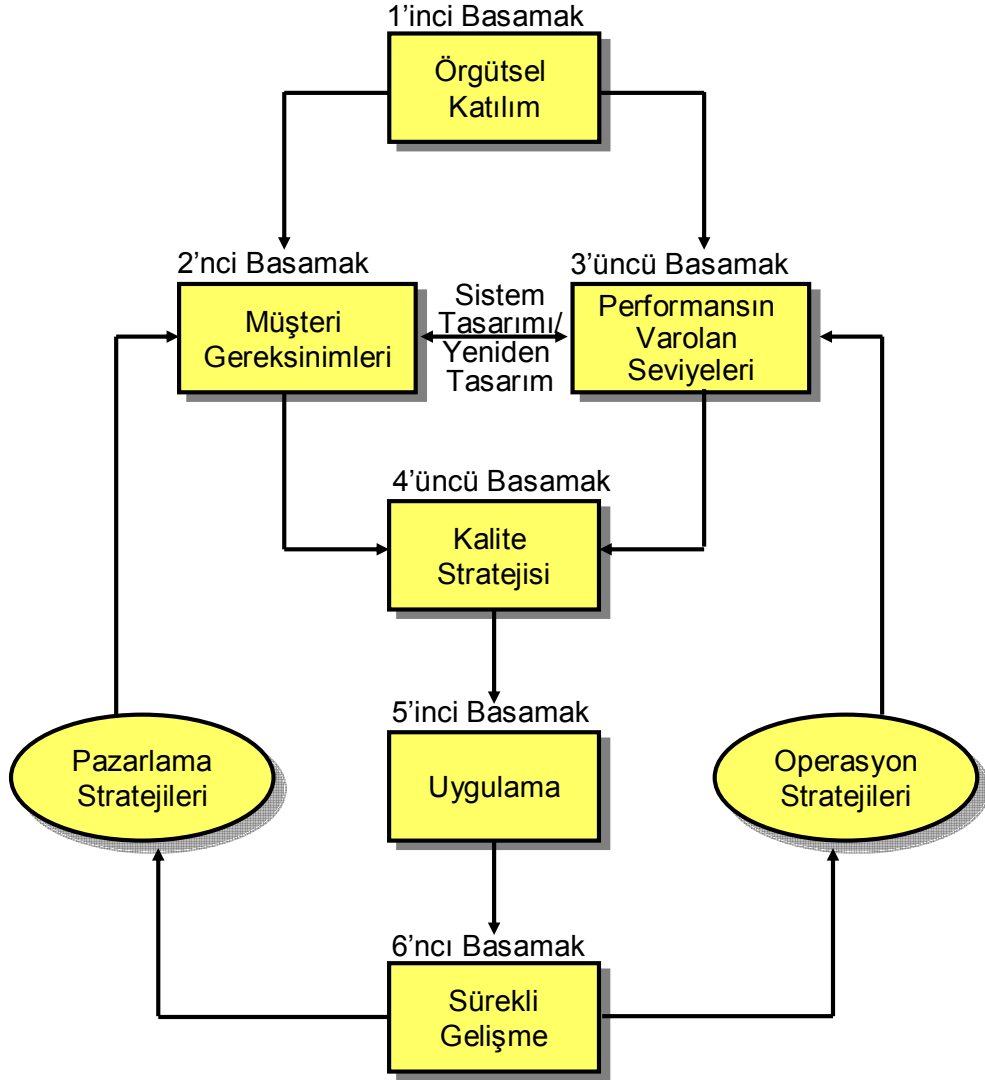 1’inci Basamak
Örgütsel
Katılım
2’nci Basamak
Müşteri
Gereksinimleri
Sistem
Tasarımı/
Yeniden
Tasarım
3’üncü Basamak
Performansın
Varolan
Seviyeleri
4’üncü Basamak
Kalite
Stratejisi
5’inci Basamak
Uygulama
Pazarlama
Stratejileri
Operasyon
Stratejileri
6’ncı Basamak
Sürekli
Gelişme